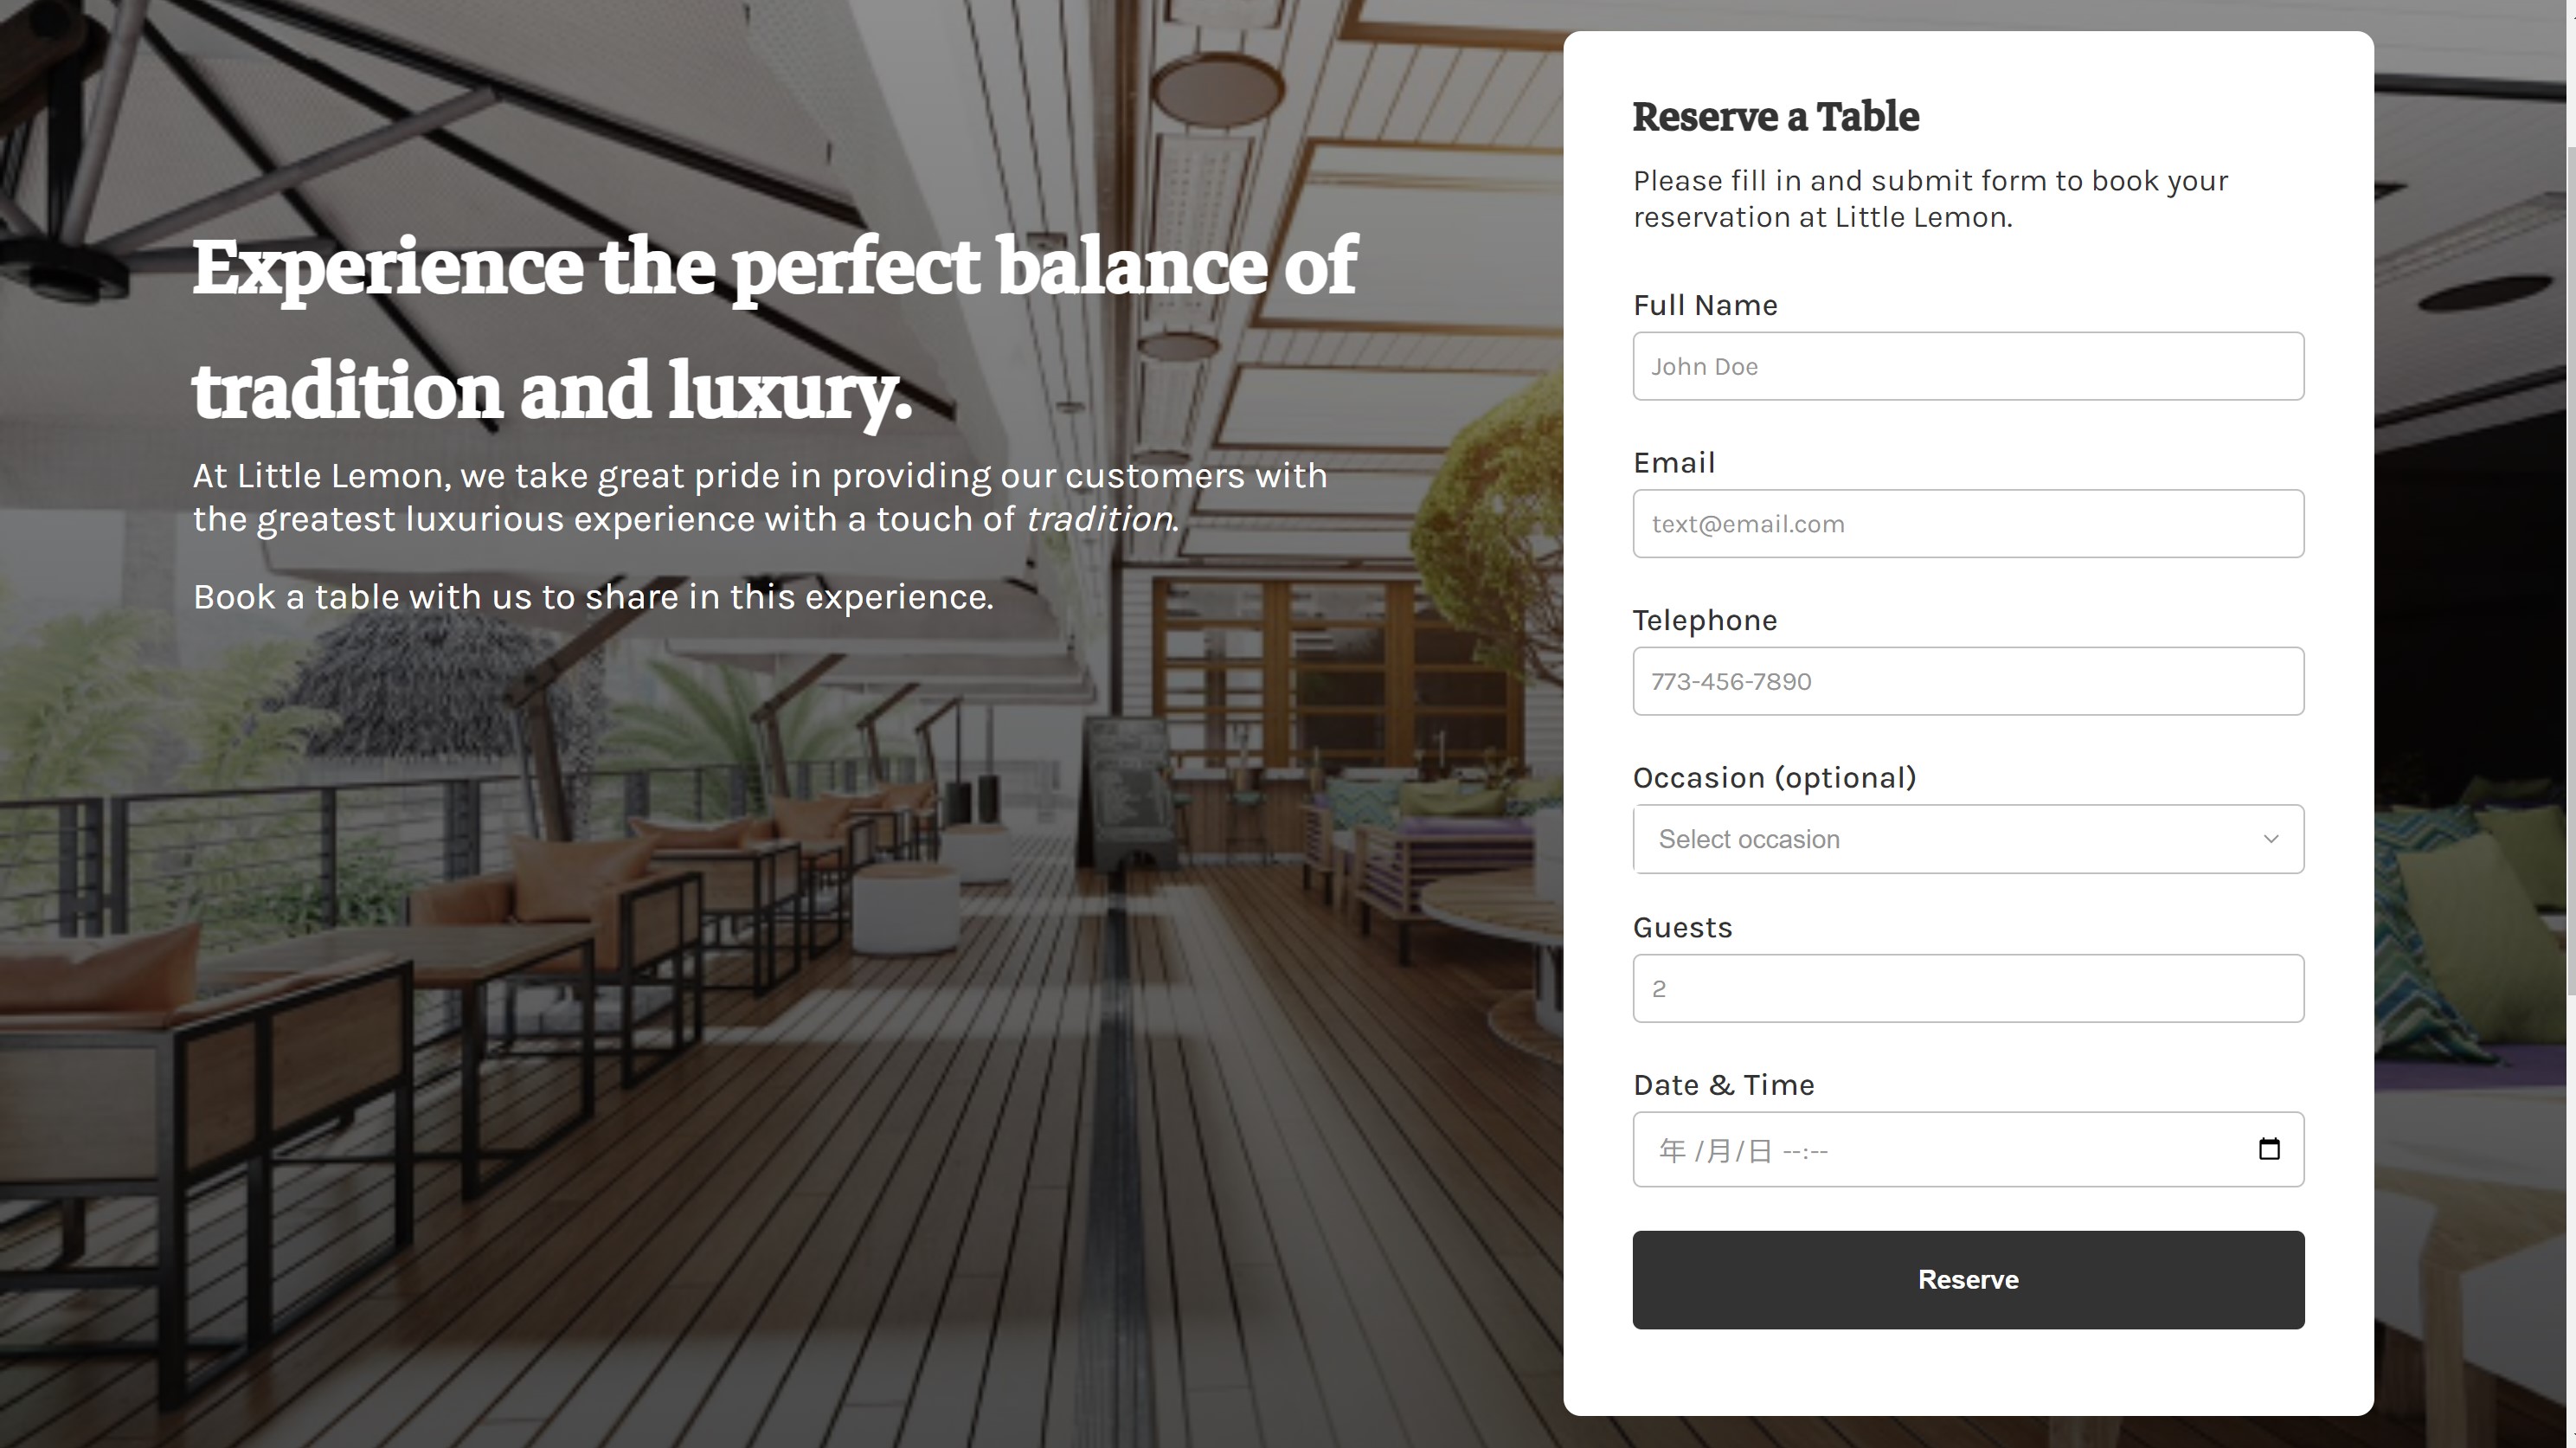 Experience the perfect balance of
tradition and luxury.
At Little Lemon, we take great pride in providing our customers with
the greatest luxurious experience with a touch of tradition.
Book a table with us to share in this experience.
Reserve a Table
Please fill in and submit form to book your
reservation at Little Lemon.
Full Name
John Doe
Email
text@email.com
Telephone
773-456-7890
Occasion (optional)
Select occasion
Guests
2
Date & Time
年 /月/日 --:--
Reserve